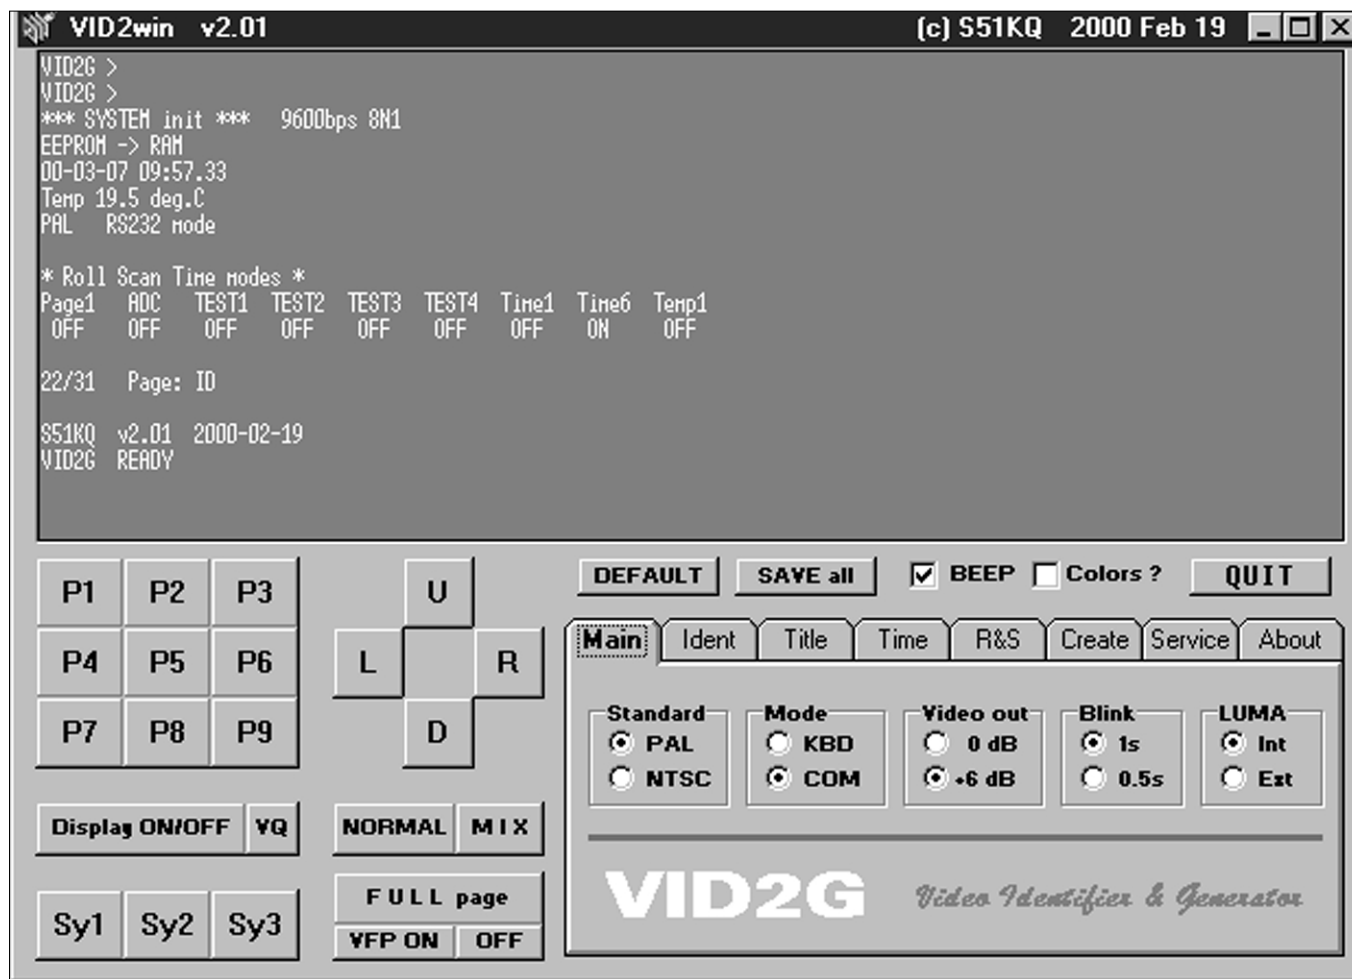 VID2win v2.01 (c) S51KQ 2000 Feb 19
VID2G >
VID2G >
*** SYSTEM init *** 9600bps 8N1
EEPROM -> RAM
00-03-07 09:57.33
Temp 19.5 deg.C
PAL RS232 mode
* Roll Scan Time modes *
Page1 ADC TEST1 TEST2 TEST3 TEST4 Time1 Time6 Temp1
OFF OFF OFF OFF OFF OFF OFF ON OFF
22/31 Page: ID
S51KQ v2.01 2000-02-19
VID2G READY
P1 P2 P3
P4 P5 P6
P7 P8 P9
U
L R
D
Display ON/OFF VQ
NORMAL MIX
Sy1 Sy2 Sy3
FULL page
VFP ON OFF
DEFAULT SAVE all BEEP Colors ? QUIT
Main Ident Title Time R&S Create Service About
Standard Mode Video out Blink LUMA
PAL KBD 0 dB 1s Int
NTSC COM +6 dB 0.5s Ext
VID2G Video Identifier & Generator